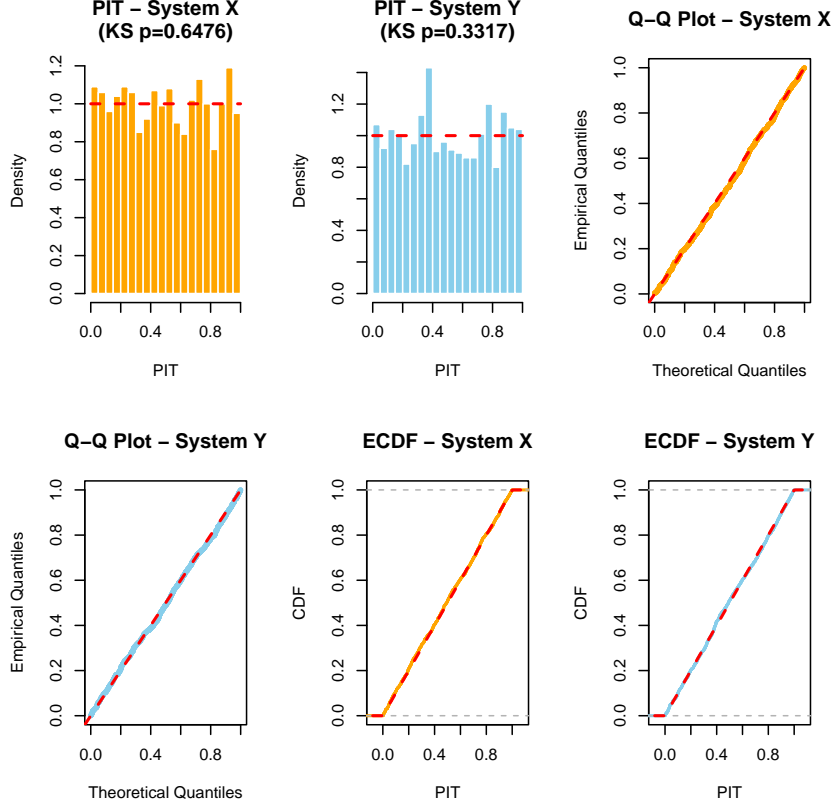 PIT − System X
(KS p=0.6476)
Density
0.0 0.2 0.4 0.6 0.8 1.0 1.2
0.0 0.4 0.8
PIT
PIT − System Y
(KS p=0.3317)
Density
0.0 0.2 0.4 0.6 0.8 1.0 1.2
0.0 0.4 0.8
PIT
Q−Q Plot − System X
Empirical Quantiles
0.0 0.2 0.4 0.6 0.8 1.0
0.0 0.4 0.8
Theoretical Quantiles
Q−Q Plot − System Y
Empirical Quantiles
0.0 0.2 0.4 0.6 0.8 1.0
0.0 0.4 0.8
Theoretical Quantiles
ECDF − System X
CDF
0.0 0.2 0.4 0.6 0.8 1.0
0.0 0.4 0.8
PIT
ECDF − System Y
CDF
0.0 0.2 0.4 0.6 0.8 1.0
0.0 0.4 0.8
PIT